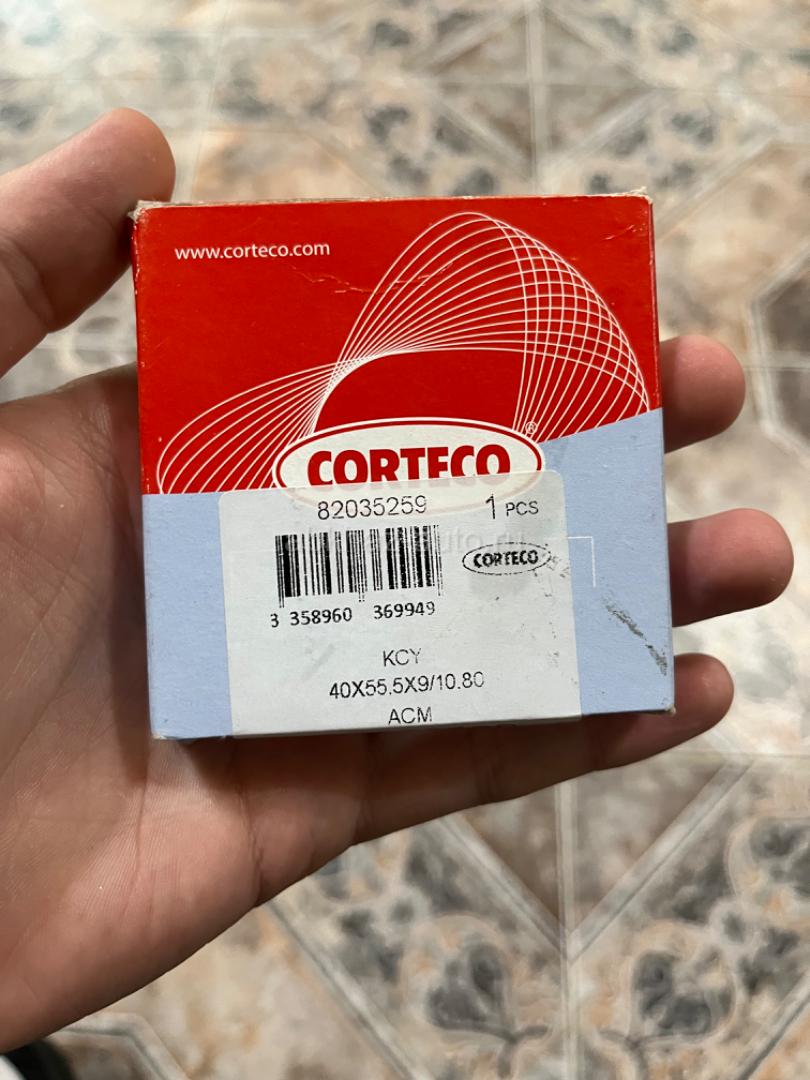 www.corteco.com
CORTECO®
82035259 1 PCS
CORTECO
3 358960 369949
KCY
40X55.5X9/10.80
ACM